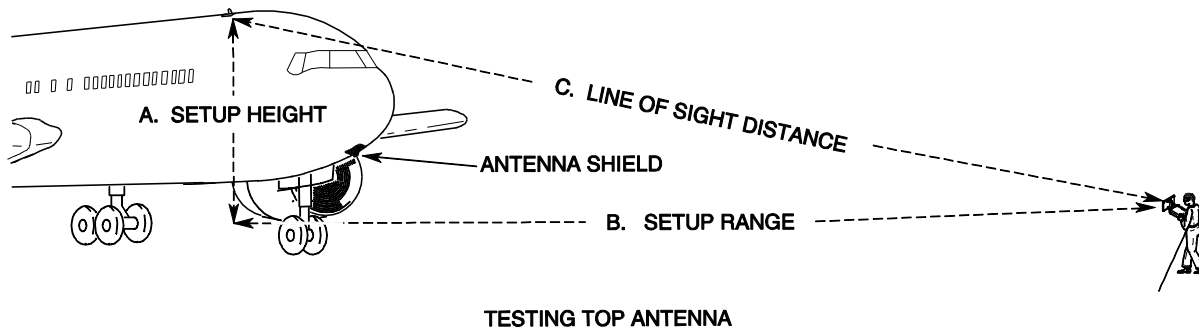 C. LINE OF SIGHT DISTANCE
A. SETUP HEIGHT
ANTENNA SHIELD
B. SETUP RANGE
TESTING TOP ANTENNA